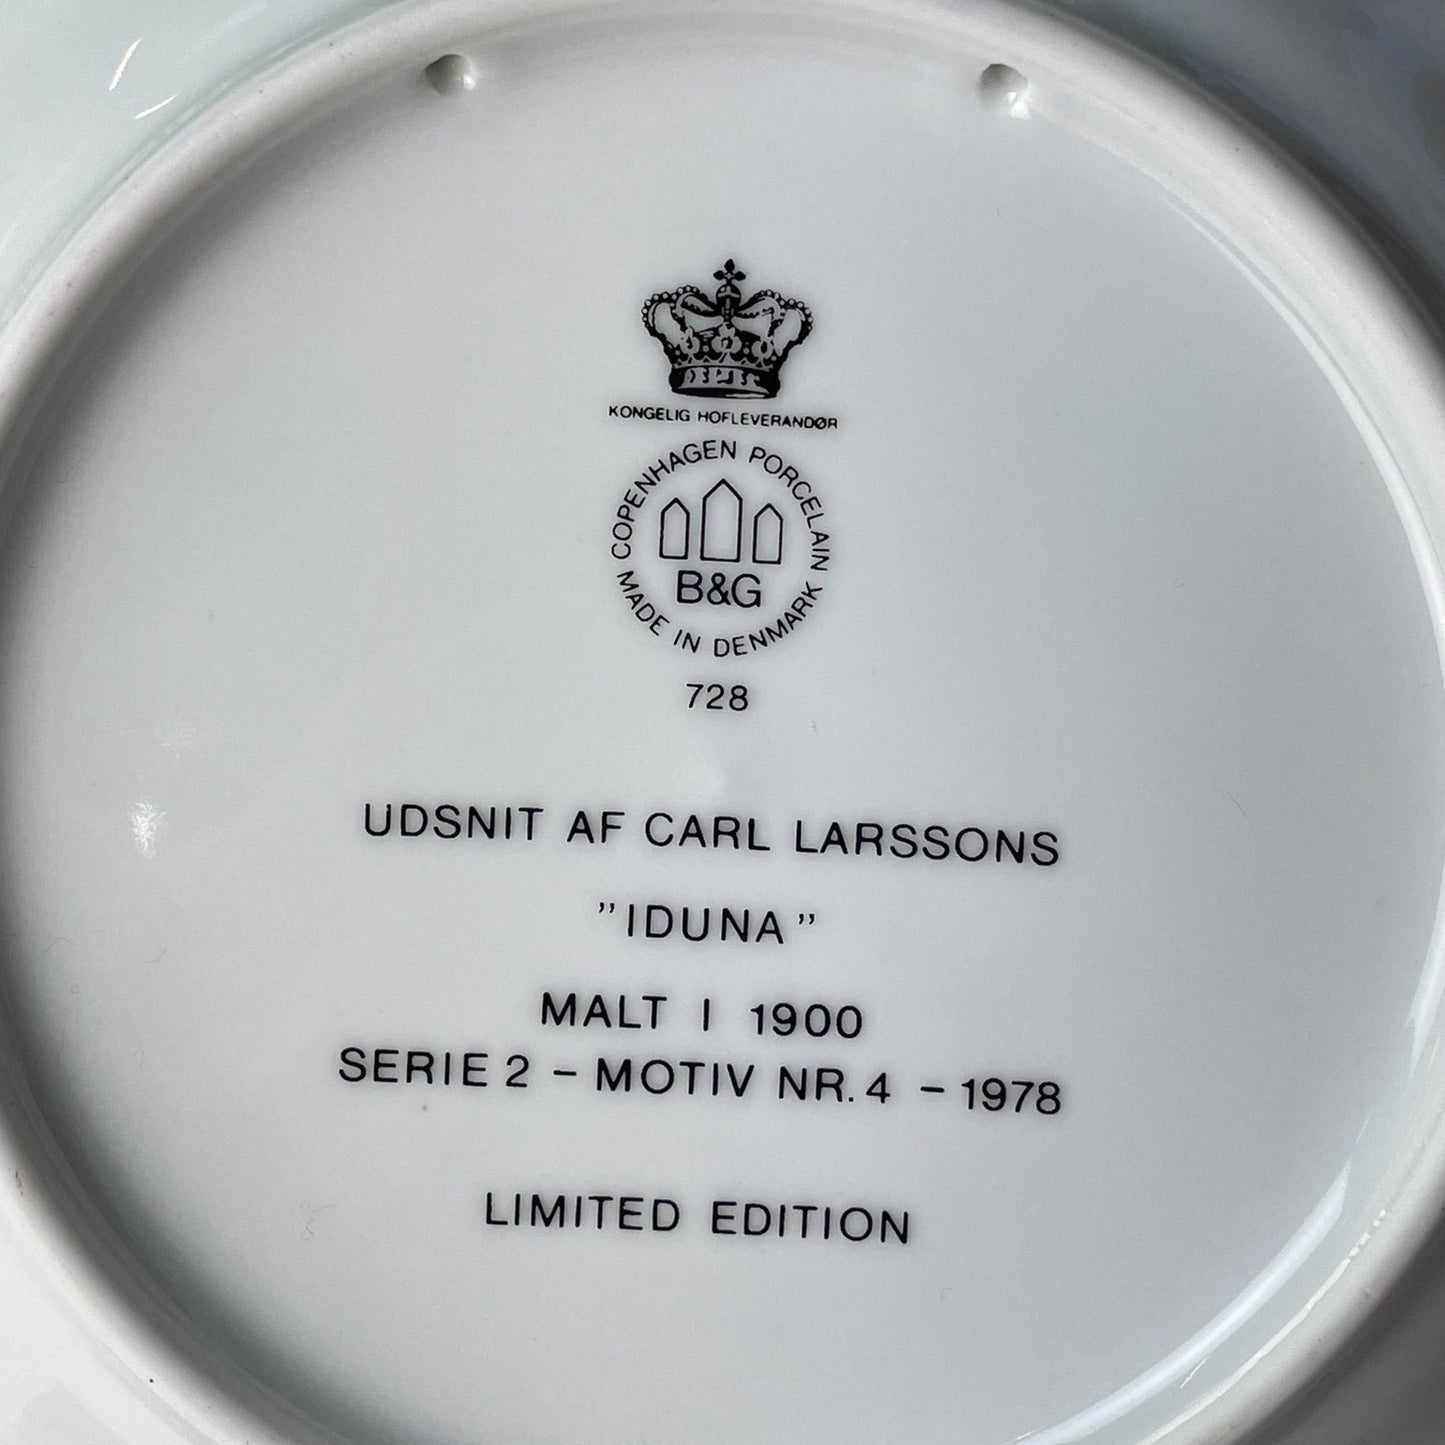 KONGELIG HOFLEVERANDØR
COPENHAGEN PORCELAIN
B&G
MADE IN DENMARK
728
UDSNIT AF CARL LARSSONS
"IDUNA"
MALT I 1900
SERIE 2 – MOTIV NR. 4 – 1978
LIMITED EDITION